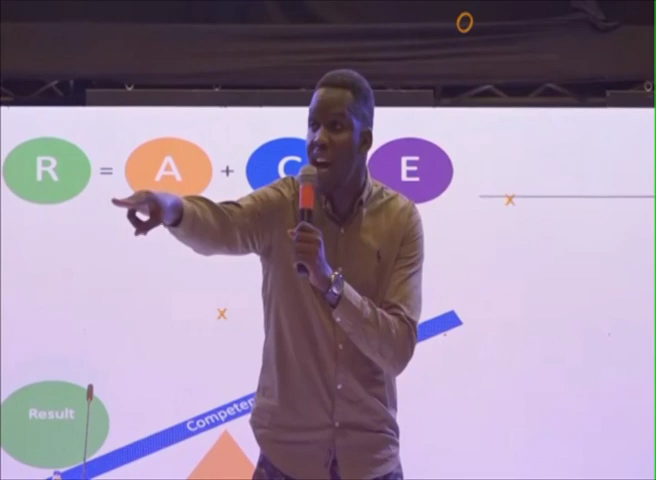 R = A + C E
Result